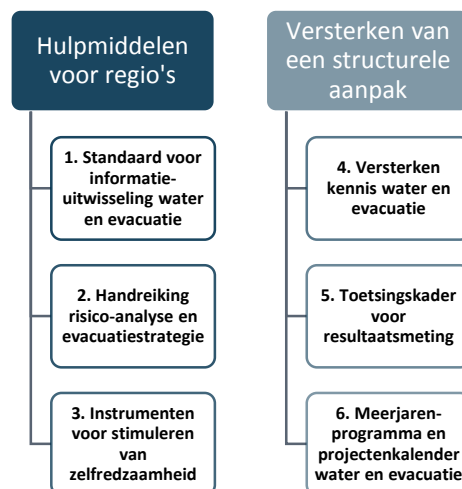 Hulpmiddelen
voor regio's
1. Standaard voor
informatie-
uitwisseling water
en evacuatie
2. Handreiking
risico-analyse en
evacuatiestrategie
3. Instrumenten
voor stimuleren
van
zelfredzaamheid
Versterken van
een structurele
aanpak
4. Versterken
kennis water en
evacuatie
5. Toetsingskader
voor
resultaatsmeting
6. Meerjaren-
programma en
projectenkalender
water en evacuatie